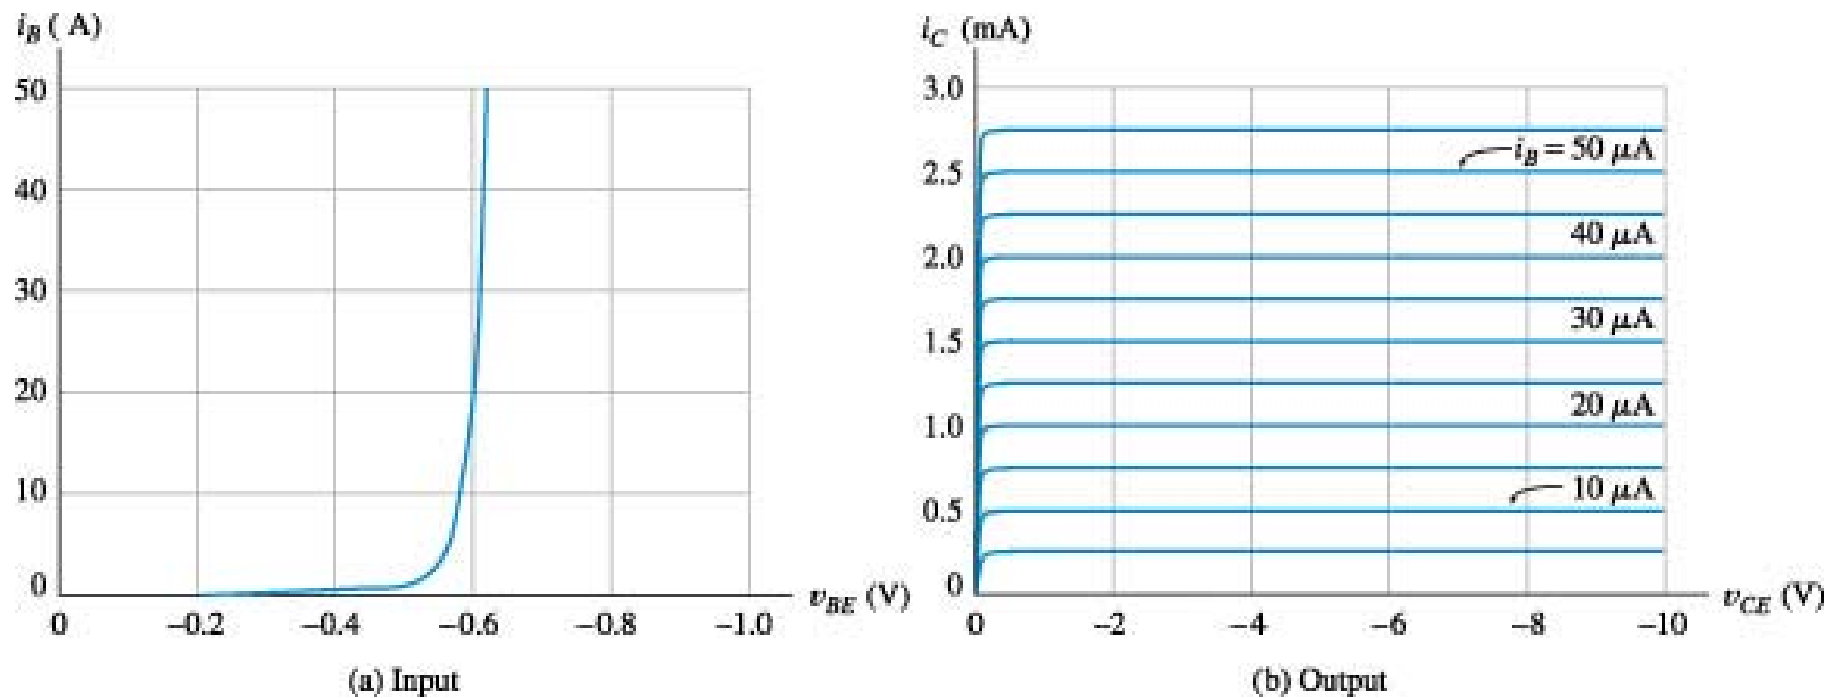 i_B ( A)
50
40
30
20
10
0
0 −0.2 −0.4 −0.6 −0.8 −1.0
v_BE (V)
(a) Input
i_C (mA)
3.0
2.5
2.0
1.5
1.0
0.5
0
i_B = 50 μA
40 μA
30 μA
20 μA
10 μA
0 −2 −4 −6 −8 −10
v_CE (V)
(b) Output